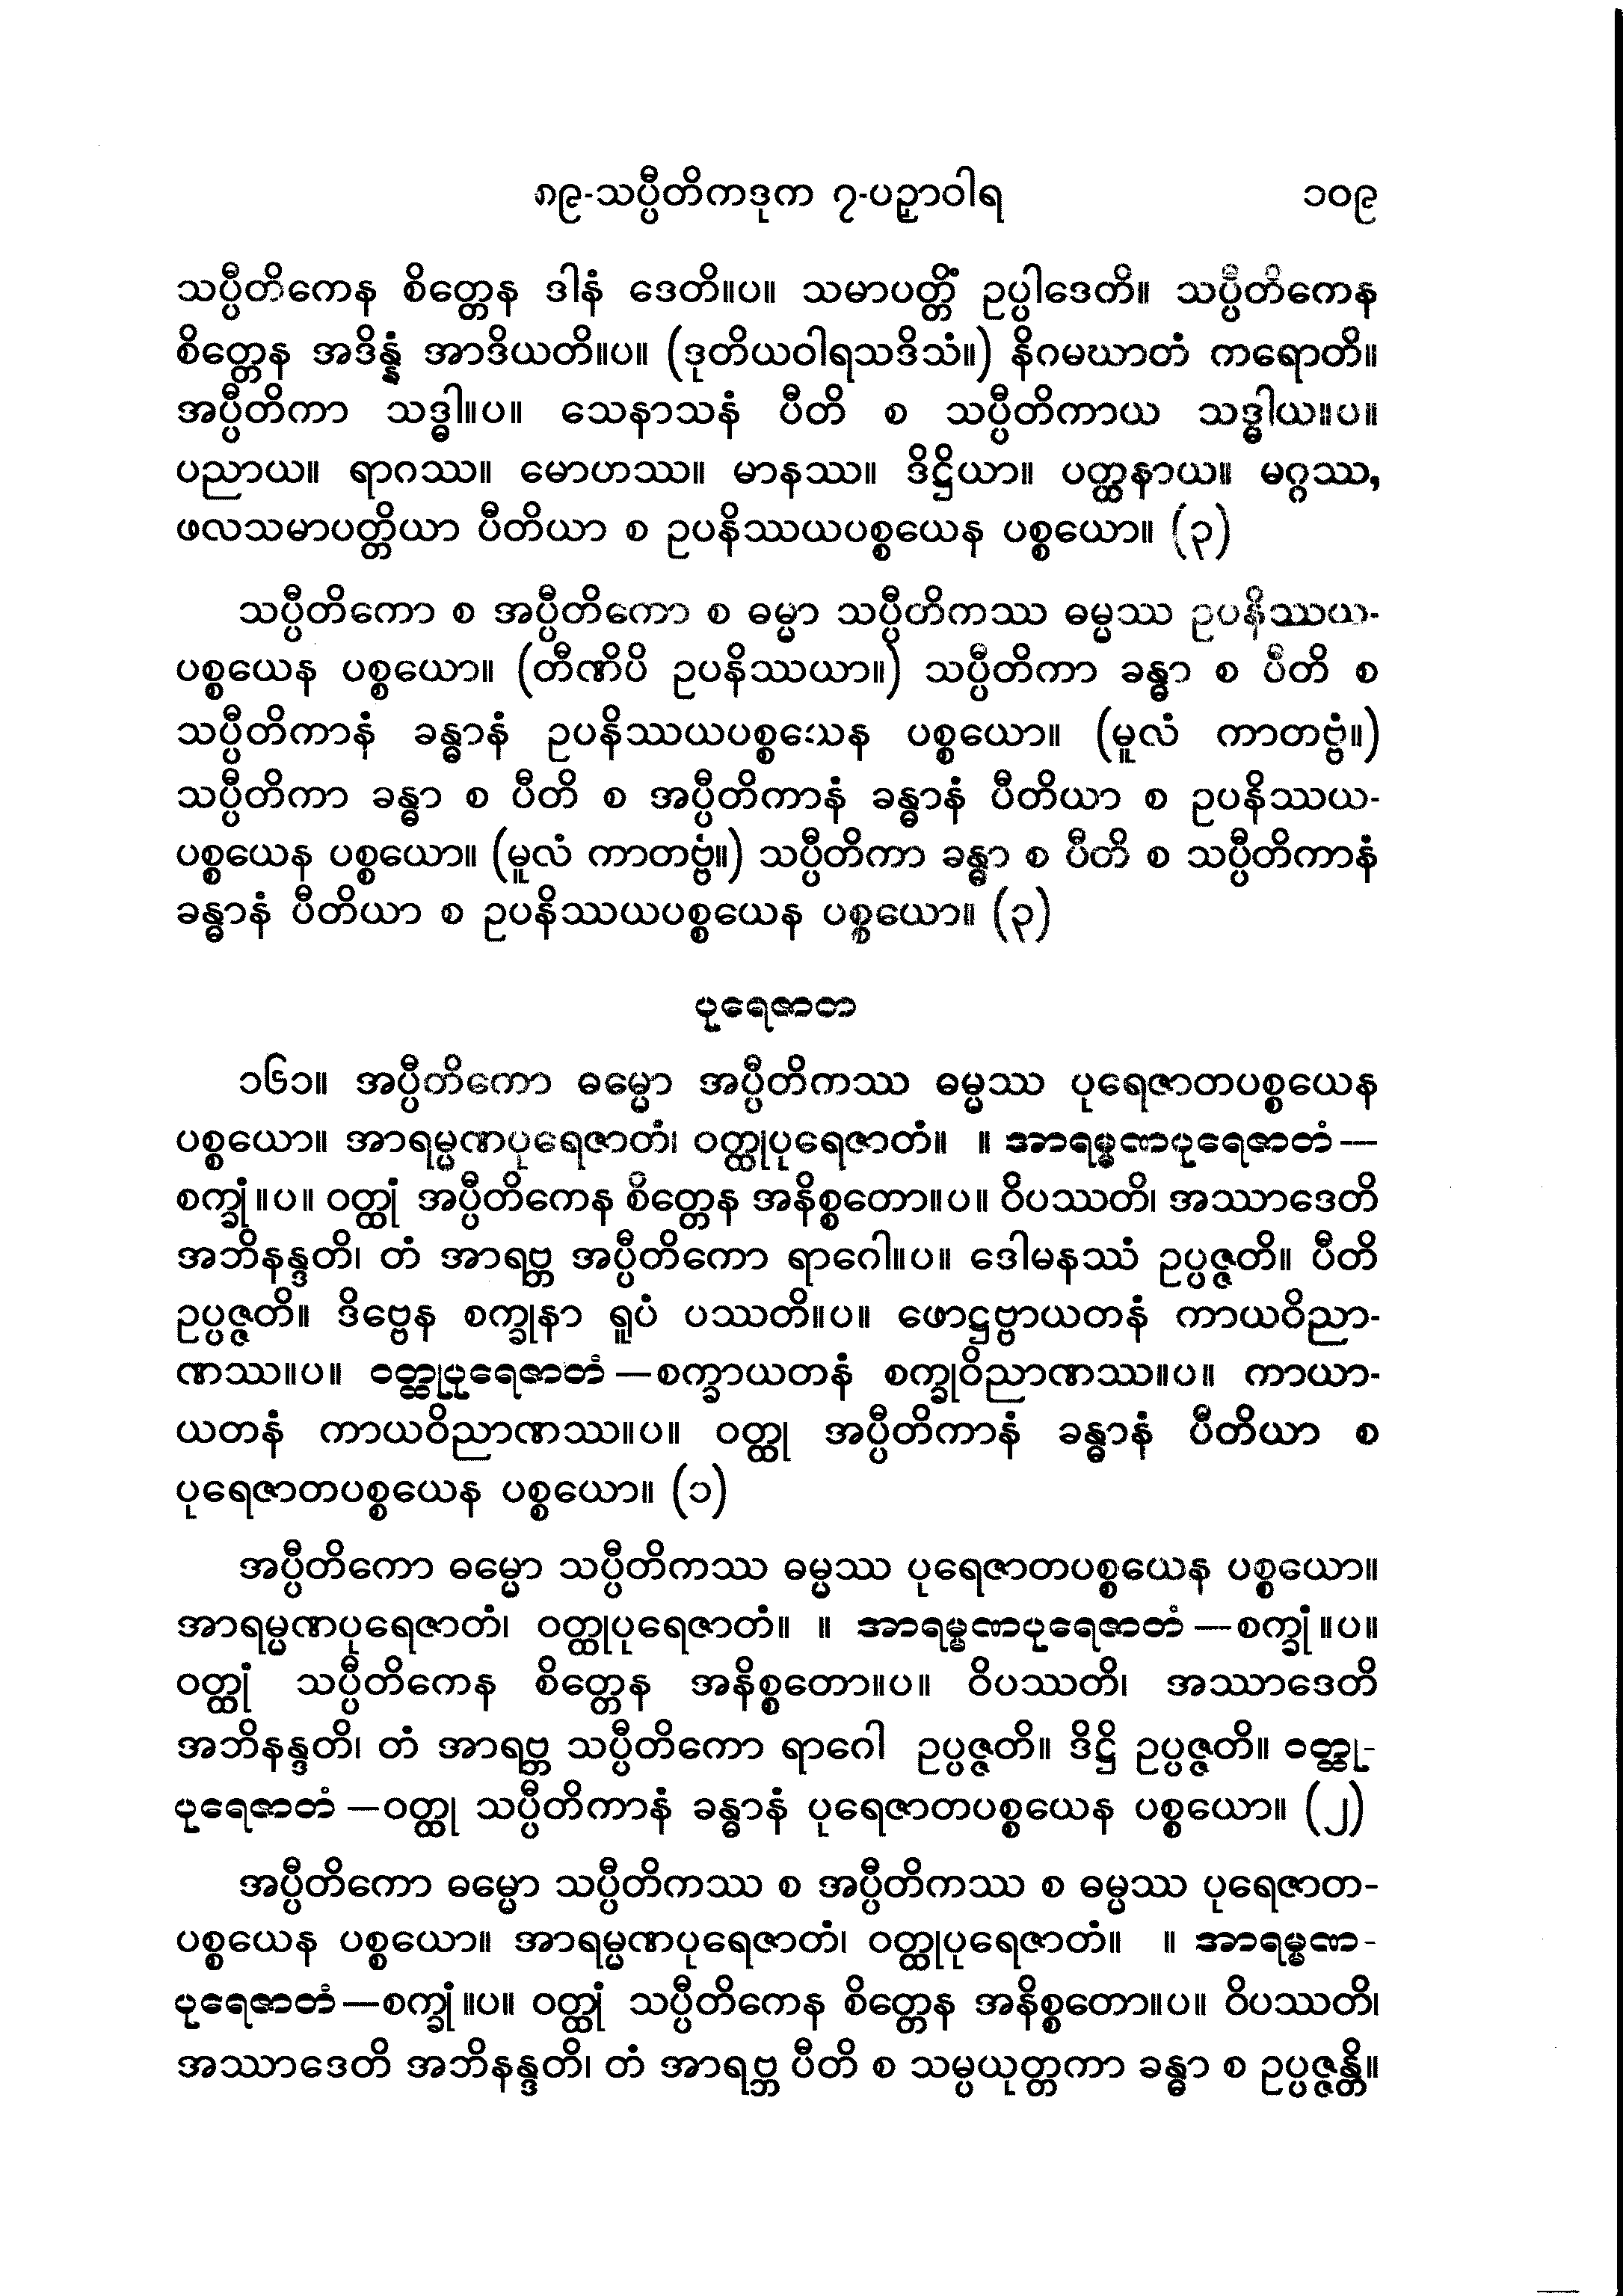 ၈၉-သပ္ပီတိကဒုက ၇-ပဉှာဝါရ ၁၀၉
သပ္ပီတိကေန စိတ္တေန ဒါနံ ဒေတိ။ပ။ သမာပတ္တိံ ဥပ္ပါဒေတိ။ သပ္ပီတိကေန
စိတ္တေန အဒိန္နံ အာဒိယတိ။ပ။ (ဒုတိယဝါရသဒိသံ။) နိဂမဃာတံ ကရောတိ။
အပ္ပီတိကာ သဒ္ဓါ။ပ။ သေနာသနံ ပီတိ စ သပ္ပီတိကာယ သဒ္ဓါယ။ပ။
ပညာယ။ ရာဂဿ။ မောဟဿ။ မာနဿ။ ဒိဋ္ဌိယာ။ ပတ္ထနာယ။ မဂ္ဂဿ,
ဖလသမာပတ္တိယာ ပီတိယာ စ ဥပနိဿယပစ္စယေန ပစ္စယော။ (၃)
သပ္ပီတိကော စ အပ္ပီတိကော စ ဓမ္မာ သပ္ပီတိကဿ ဓမ္မဿ ဥပနိဿယ-
ပစ္စယေန ပစ္စယော။ (တီဏိပိ ဥပနိဿယာ။) သပ္ပီတိကာ ခန္ဓာ စ ပီတိ စ
သပ္ပီတိကာနံ ခန္ဓာနံ ဥပနိဿယပစ္စယေန ပစ္စယော။ (မူလံ ကာတဗ္ဗံ။)
သပ္ပီတိကာ ခန္ဓာ စ ပီတိ စ အပ္ပီတိကာနံ ခန္ဓာနံ ပီတိယာ စ ဥပနိဿယ-
ပစ္စယေန ပစ္စယော။ (မူလံ ကာတဗ္ဗံ။) သပ္ပီတိကာ ခန္ဓာ စ ပီတိ စ သပ္ပီတိကာနံ
ခန္ဓာနံ ပီတိယာ စ ဥပနိဿယပစ္စယေန ပစ္စယော။ (၃)
ပုရေဇာတ
၁၆၁။ အပ္ပီတိကော ဓမ္မော အပ္ပီတိကဿ ဓမ္မဿ ပုရေဇာတပစ္စယေန
ပစ္စယော။ အာရမ္မဏပုရေဇာတံ၊ ဝတ္ထုပုရေဇာတံ။ ။ အာရမ္မဏပုရေဇာတံ—
စက္ခုံ။ပ။ ဝတ္ထုံ အပ္ပီတိကေန စိတ္တေန အနိစ္စတော။ပ။ ဝိပဿတိ၊ အဿာဒေတိ
အဘိနန္ဒတိ၊ တံ အာရဗ္ဘ အပ္ပီတိကော ရာဂေါ။ပ။ ဒေါမနဿံ ဥပ္ပဇ္ဇတိ။ ပီတိ
ဥပ္ပဇ္ဇတိ။ ဒိဗ္ဗေန စက္ခုနာ ရူပံ ပဿတိ။ပ။ ဖောဋ္ဌဗ္ဗာယတနံ ကာယဝိညာ-
ဏဿ။ပ။ ဝတ္ထုပုရေဇာတံ—စက္ခာယတနံ စက္ခုဝိညာဏဿ။ပ။ ကာယာ-
ယတနံ ကာယဝိညာဏဿ။ပ။ ဝတ္ထု အပ္ပီတိကာနံ ခန္ဓာနံ ပီတိယာ စ
ပုရေဇာတပစ္စယေန ပစ္စယော။ (၁)
အပ္ပီတိကော ဓမ္မော သပ္ပီတိကဿ ဓမ္မဿ ပုရေဇာတပစ္စယေန ပစ္စယော။
အာရမ္မဏပုရေဇာတံ၊ ဝတ္ထုပုရေဇာတံ။ ။ အာရမ္မဏပုရေဇာတံ—စက္ခုံ။ပ။
ဝတ္ထုံ သပ္ပီတိကေန စိတ္တေန အနိစ္စတော။ပ။ ဝိပဿတိ၊ အဿာဒေတိ
အဘိနန္ဒတိ၊ တံ အာရဗ္ဘ သပ္ပီတိကော ရာဂေါ ဥပ္ပဇ္ဇတိ။ ဒိဋ္ဌိ ဥပ္ပဇ္ဇတိ။ ဝတ္ထု-
ပုရေဇာတံ—ဝတ္ထု သပ္ပီတိကာနံ ခန္ဓာနံ ပုရေဇာတပစ္စယေန ပစ္စယော။ (၂)
အပ္ပီတိကော ဓမ္မော သပ္ပီတိကဿ စ အပ္ပီတိကဿ စ ဓမ္မဿ ပုရေဇာတ-
ပစ္စယေန ပစ္စယော။ အာရမ္မဏပုရေဇာတံ၊ ဝတ္ထုပုရေဇာတံ။ ။ အာရမ္မဏ-
ပုရေဇာတံ—စက္ခုံ။ပ။ ဝတ္ထုံ သပ္ပီတိကေန စိတ္တေန အနိစ္စတော။ပ။ ဝိပဿတိ၊
အဿာဒေတိ အဘိနန္ဒတိ၊ တံ အာရဗ္ဘ ပီတိ စ သမ္ပယုတ္တကာ ခန္ဓာ စ ဥပ္ပဇ္ဇန္တိ။